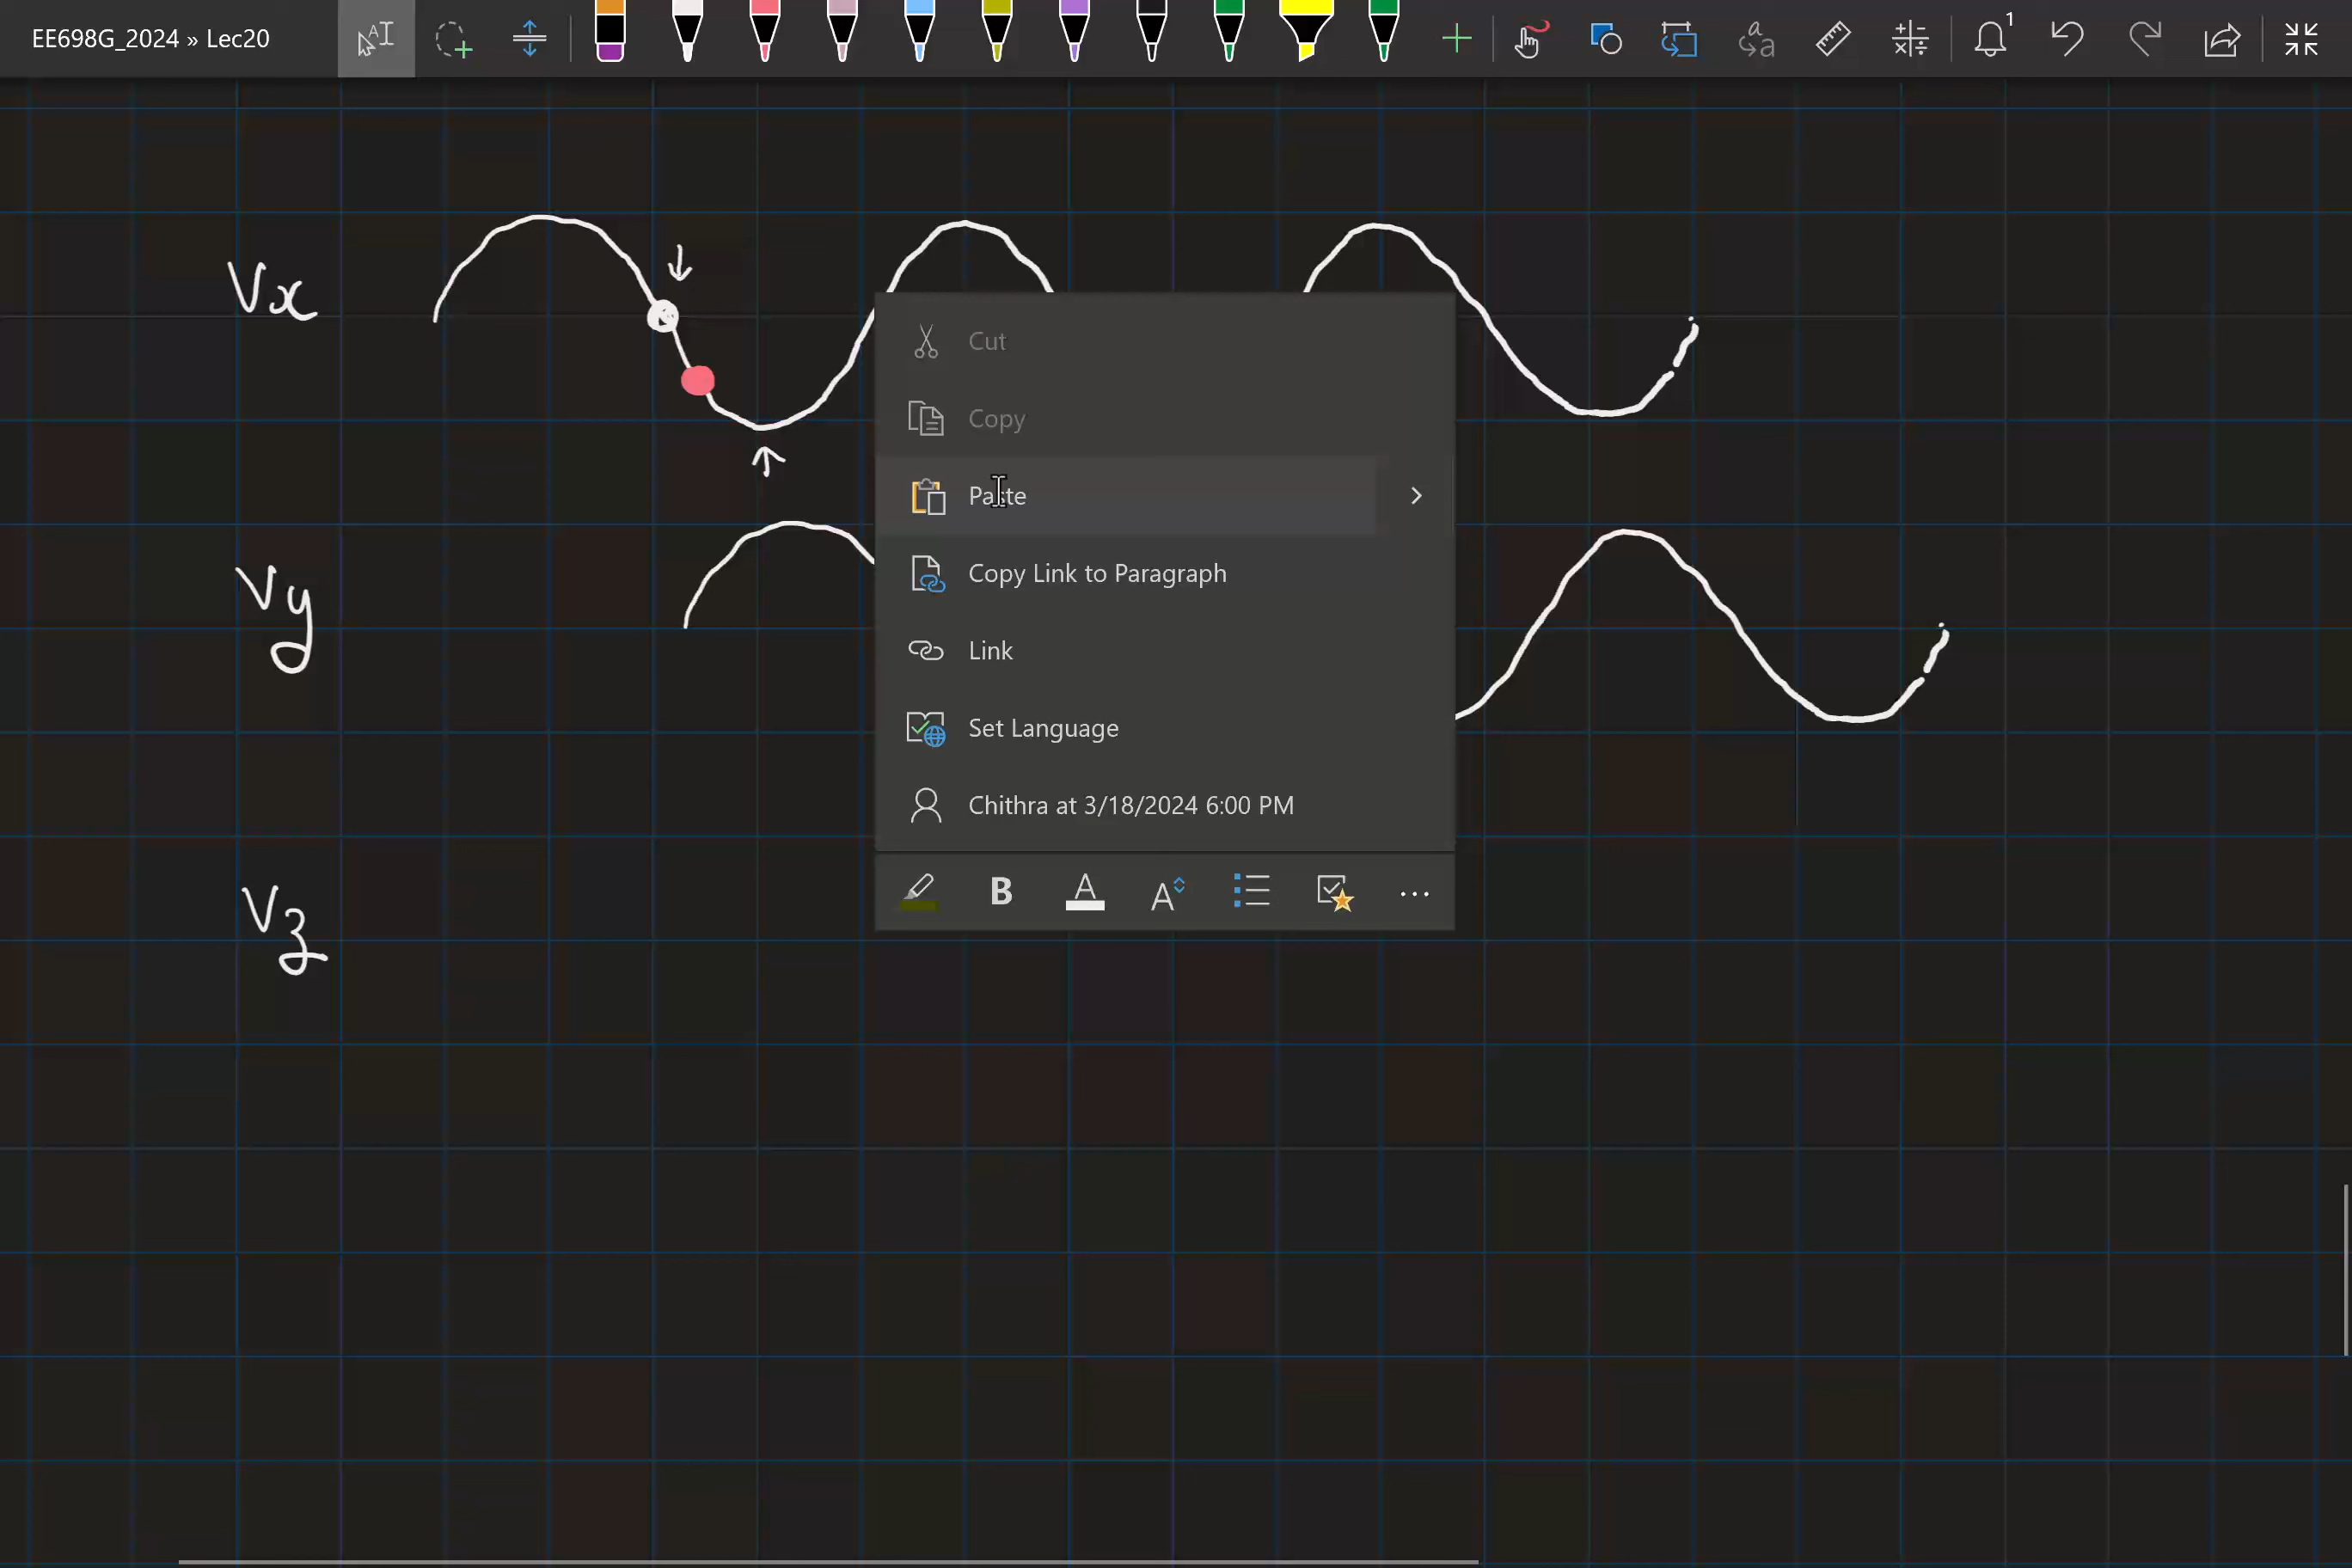 EE698G_2024 » Lec20
1
Vx
Cut
Copy
Paste
Vy
Copy Link to Paragraph
Link
Set Language
Chithra at 3/18/2024 6:00 PM
Vz
B A A ...